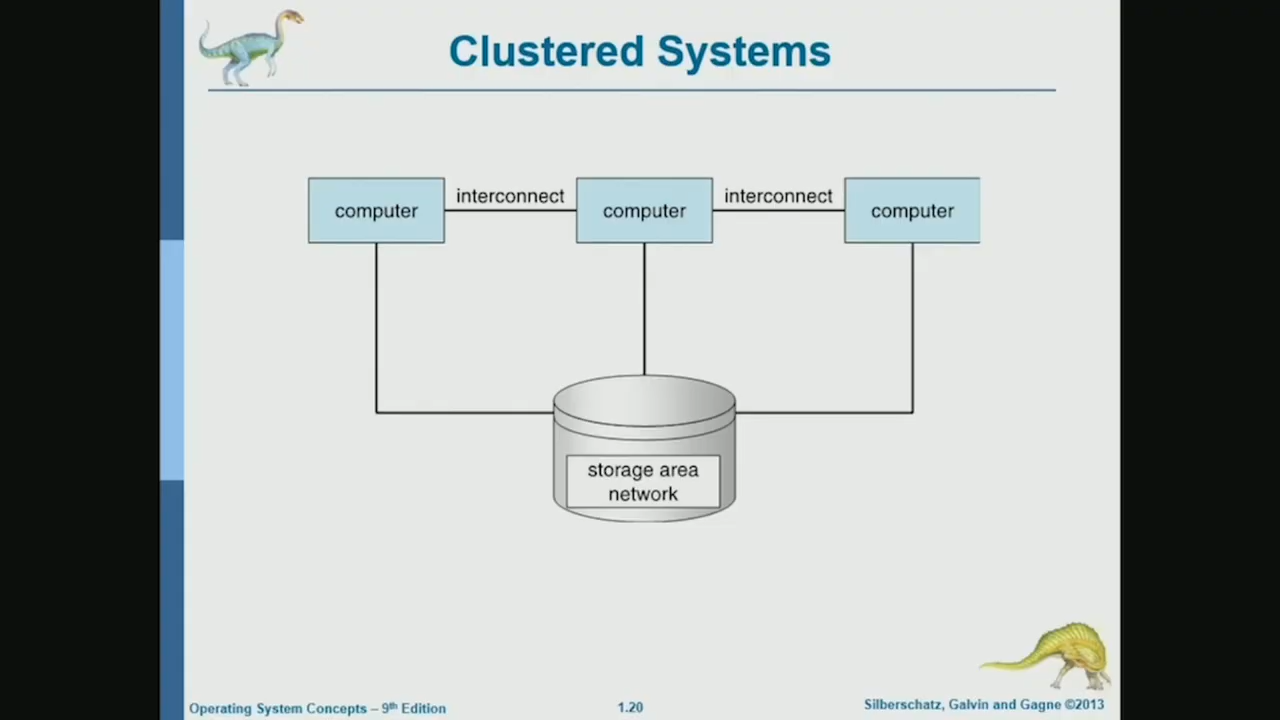 Clustered Systems
computer
interconnect
computer
interconnect
computer
storage area
network
Operating System Concepts – 9th Edition
1.20
Silberschatz, Galvin and Gagne ©2013